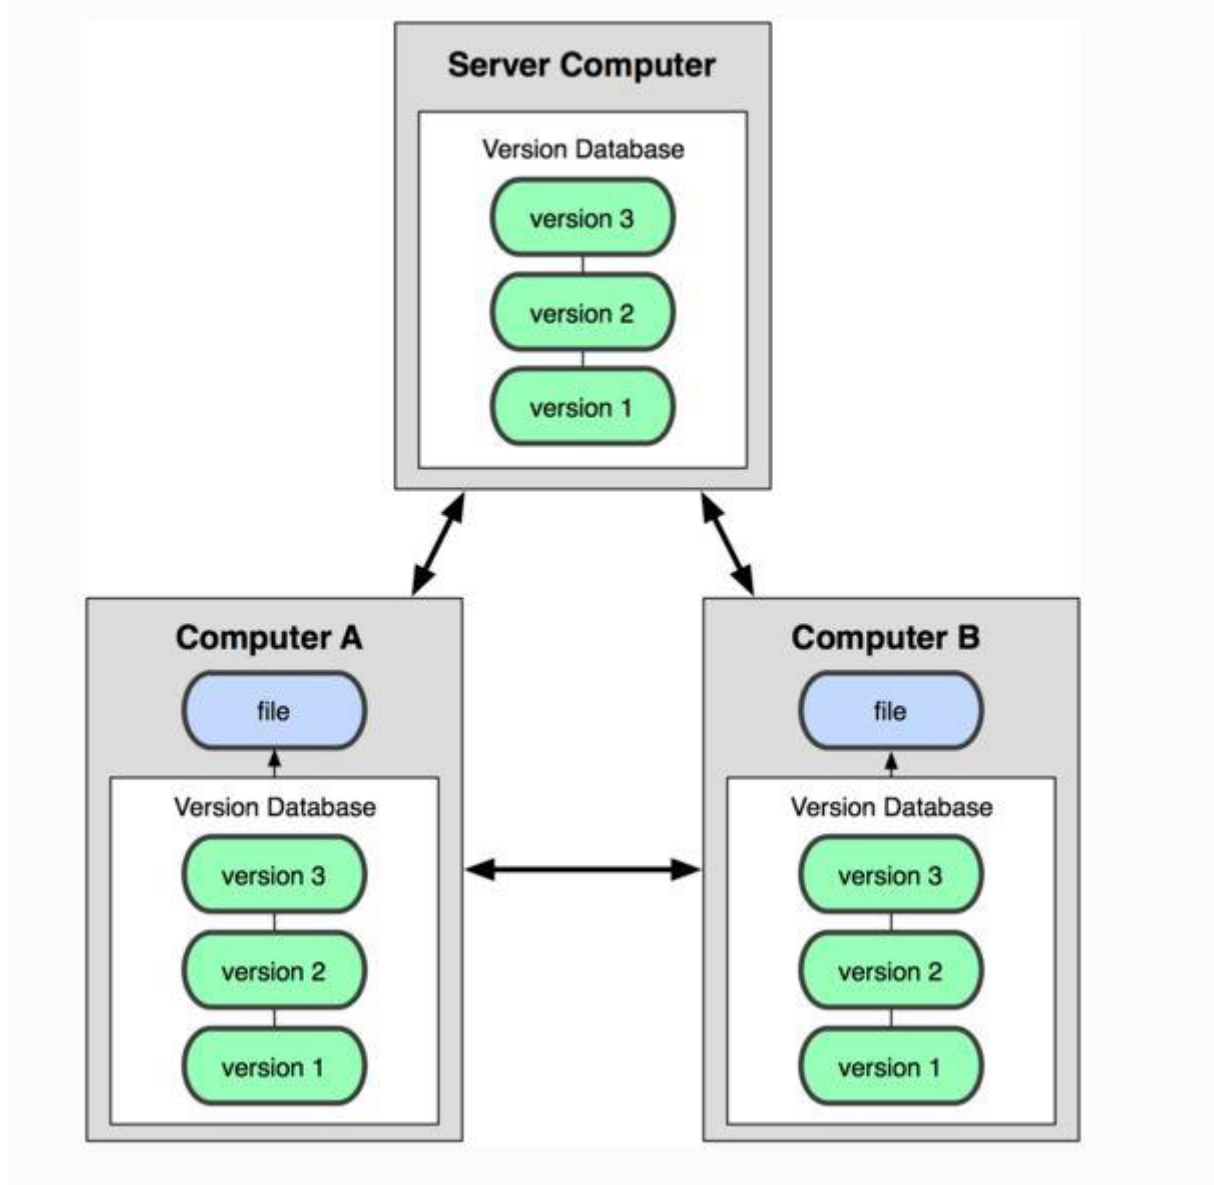 Server Computer
Version Database
version 3
version 2
version 1
Computer A
file
Version Database
version 3
version 2
version 1
Computer B
file
Version Database
version 3
version 2
version 1